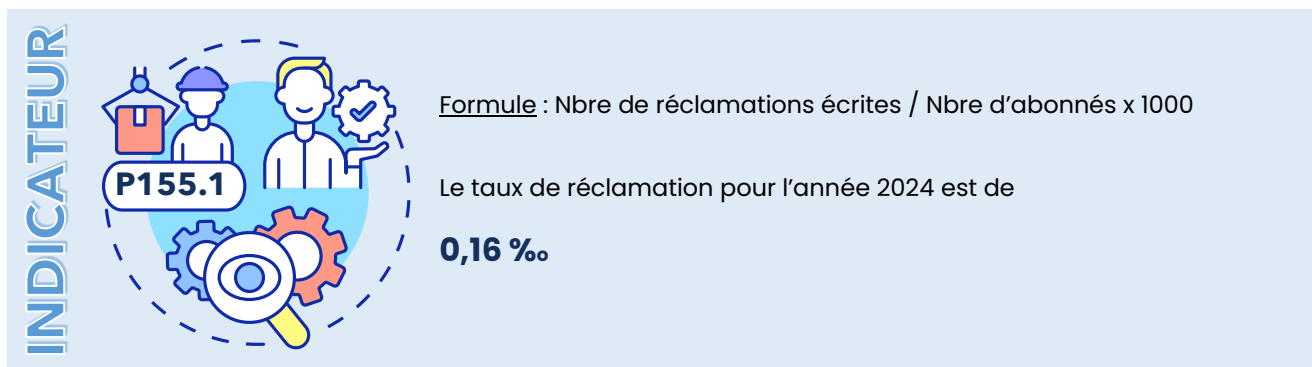 INDICATEUR
P155.1
Formule : Nbre de réclamations écrites / Nbre d’abonnés x 1000
Le taux de réclamation pour l’année 2024 est de
0,16 ‰